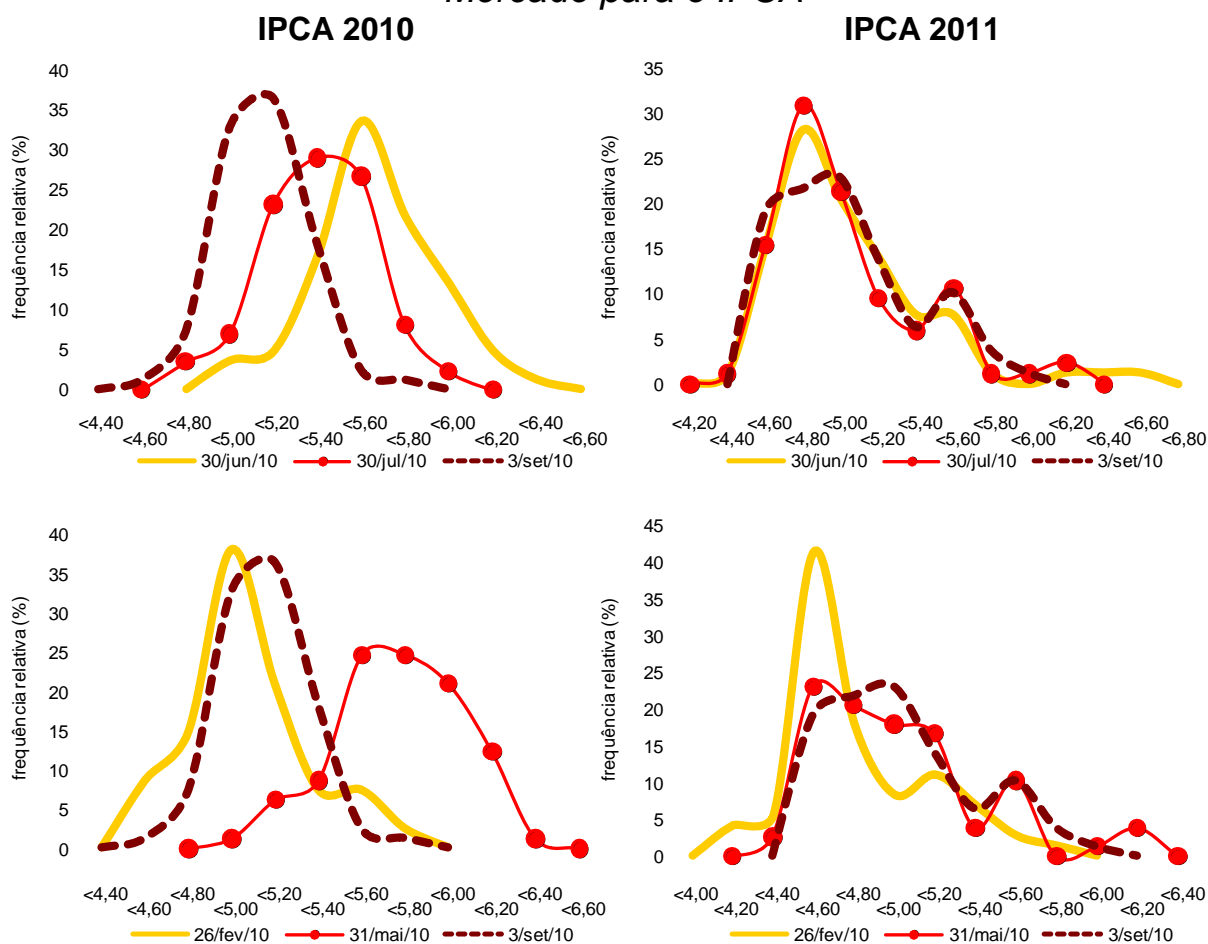 Mercado para o IPCA
IPCA 2010
IPCA 2011
frequência relativa (%)
40
35
30
25
20
15
10
5
0
<4,40 <4,80 <5,20 <5,60 <6,00 <6,40
<4,60 <5,00 <5,40 <5,80 <6,20 <6,60
30/jun/10 30/jul/10 3/set/10
frequência relativa (%)
35
30
25
20
15
10
5
0
<4,20 <4,60 <5,00 <5,40 <5,80 <6,20 <6,60
<4,40 <4,80 <5,20 <5,60 <6,00 <6,40 <6,80
30/jun/10 30/jul/10 3/set/10
frequência relativa (%)
40
35
30
25
20
15
10
5
0
<4,40 <4,80 <5,20 <5,60 <6,00 <6,40
<4,60 <5,00 <5,40 <5,80 <6,20 <6,60
26/fev/10 31/mai/10 3/set/10
frequência relativa (%)
45
40
35
30
25
20
15
10
5
0
<4,00 <4,40 <4,80 <5,20 <5,60 <6,00 <6,40
<4,20 <4,60 <5,00 <5,40 <5,80 <6,20
26/fev/10 31/mai/10 3/set/10